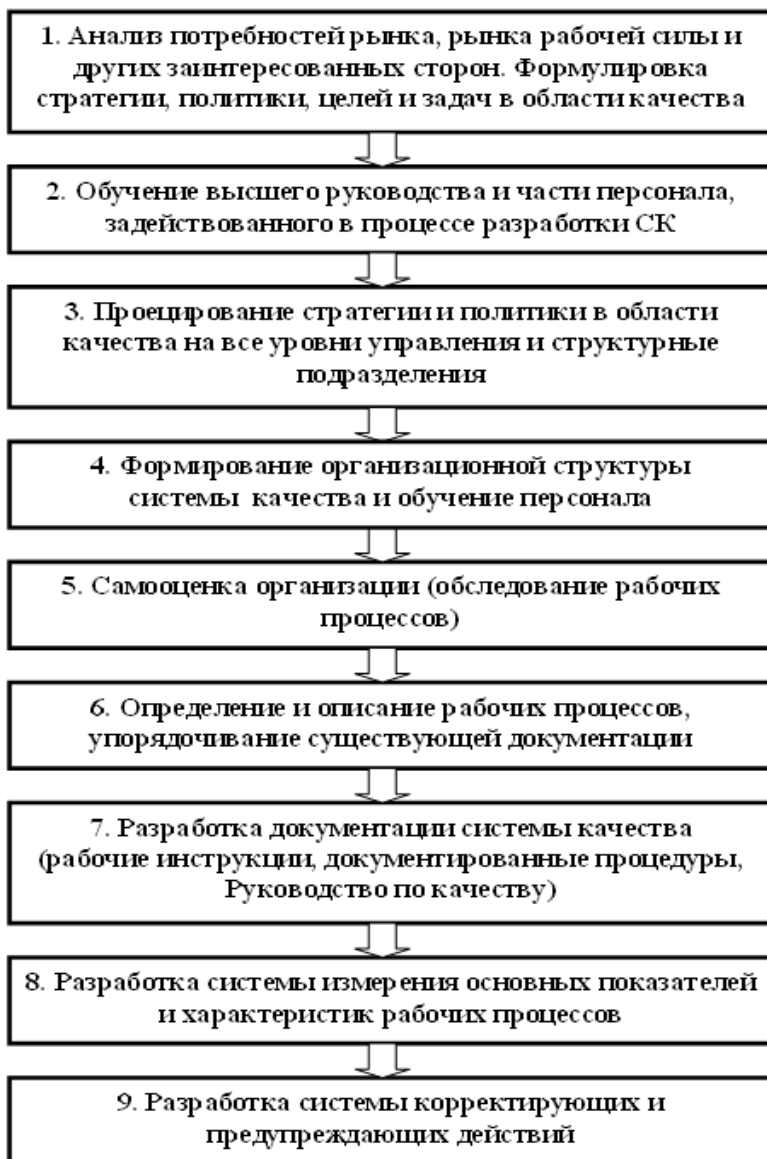 1. Анализ потребностей рынка, рынка рабочей силы и
других заинтересованных сторон. Формулировка
стратегии, политики, целей и задач в области качества
2. Обучение высшего руководства и части персонала,
задействованного в процессе разработки СК
3. Проецирование стратегии и политики в области
качества на все уровни управления и структурные
подразделения
4. Формирование организационной структуры
системы качества и обучение персонала
5. Самооценка организации (обследование рабочих
процессов)
6. Определение и описание рабочих процессов,
упорядочивание существующей документации
7. Разработка документации системы качества
(рабочие инструкции, документированные процедуры,
Руководство по качеству)
8. Разработка системы измерения основных показателей
и характеристик рабочих процессов
9. Разработка системы корректирующих и
предупреждающих действий